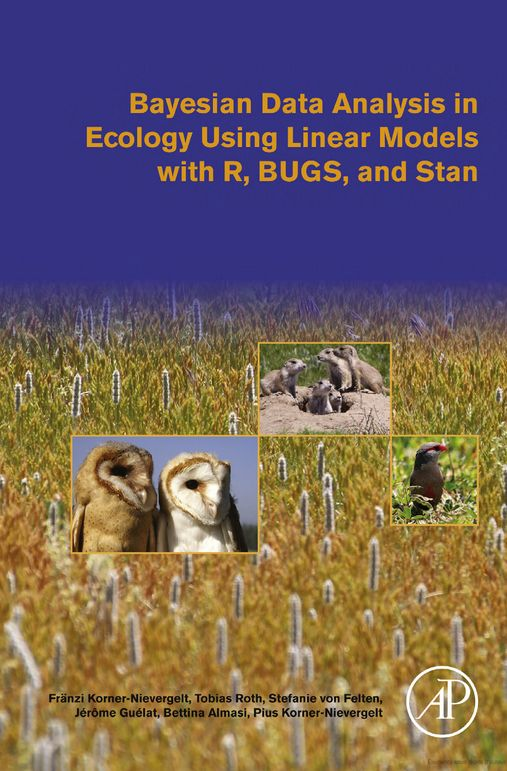 Bayesian Data Analysis in
Ecology Using Linear Models
with R, BUGS, and Stan
Fränzi Korner-Nievergelt, Tobias Roth, Stefanie von Felten,
Jérôme Guélat, Bettina Almasi, Pius Korner-Nievergelt
AP